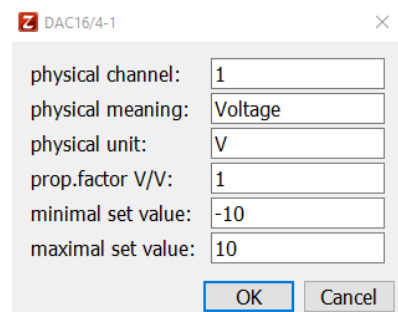 Z DAC16/4-1
physical channel: 1
physical meaning: Voltage
physical unit: V
prop.factor V/V: 1
minimal set value: -10
maximal set value: 10
OK Cancel